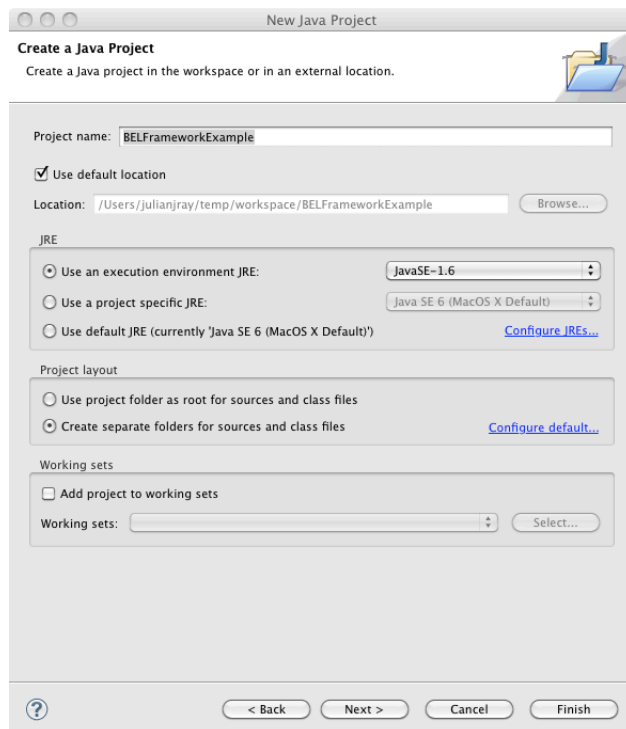 New Java Project
Create a Java Project
Create a Java project in the workspace or in an external location.
Project name: BELFrameworkExample
Use default location
Location: /Users/julianjray/temp/workspace/BELFrameworkExample Browse...
JRE
Use an execution environment JRE: JavaSE-1.6
Use a project specific JRE: Java SE 6 (MacOS X Default)
Use default JRE (currently 'Java SE 6 (MacOS X Default)') Configure JREs...
Project layout
Use project folder as root for sources and class files
Create separate folders for sources and class files Configure default...
Working sets
Add project to working sets
Working sets: Select...
? < Back Next > Cancel Finish